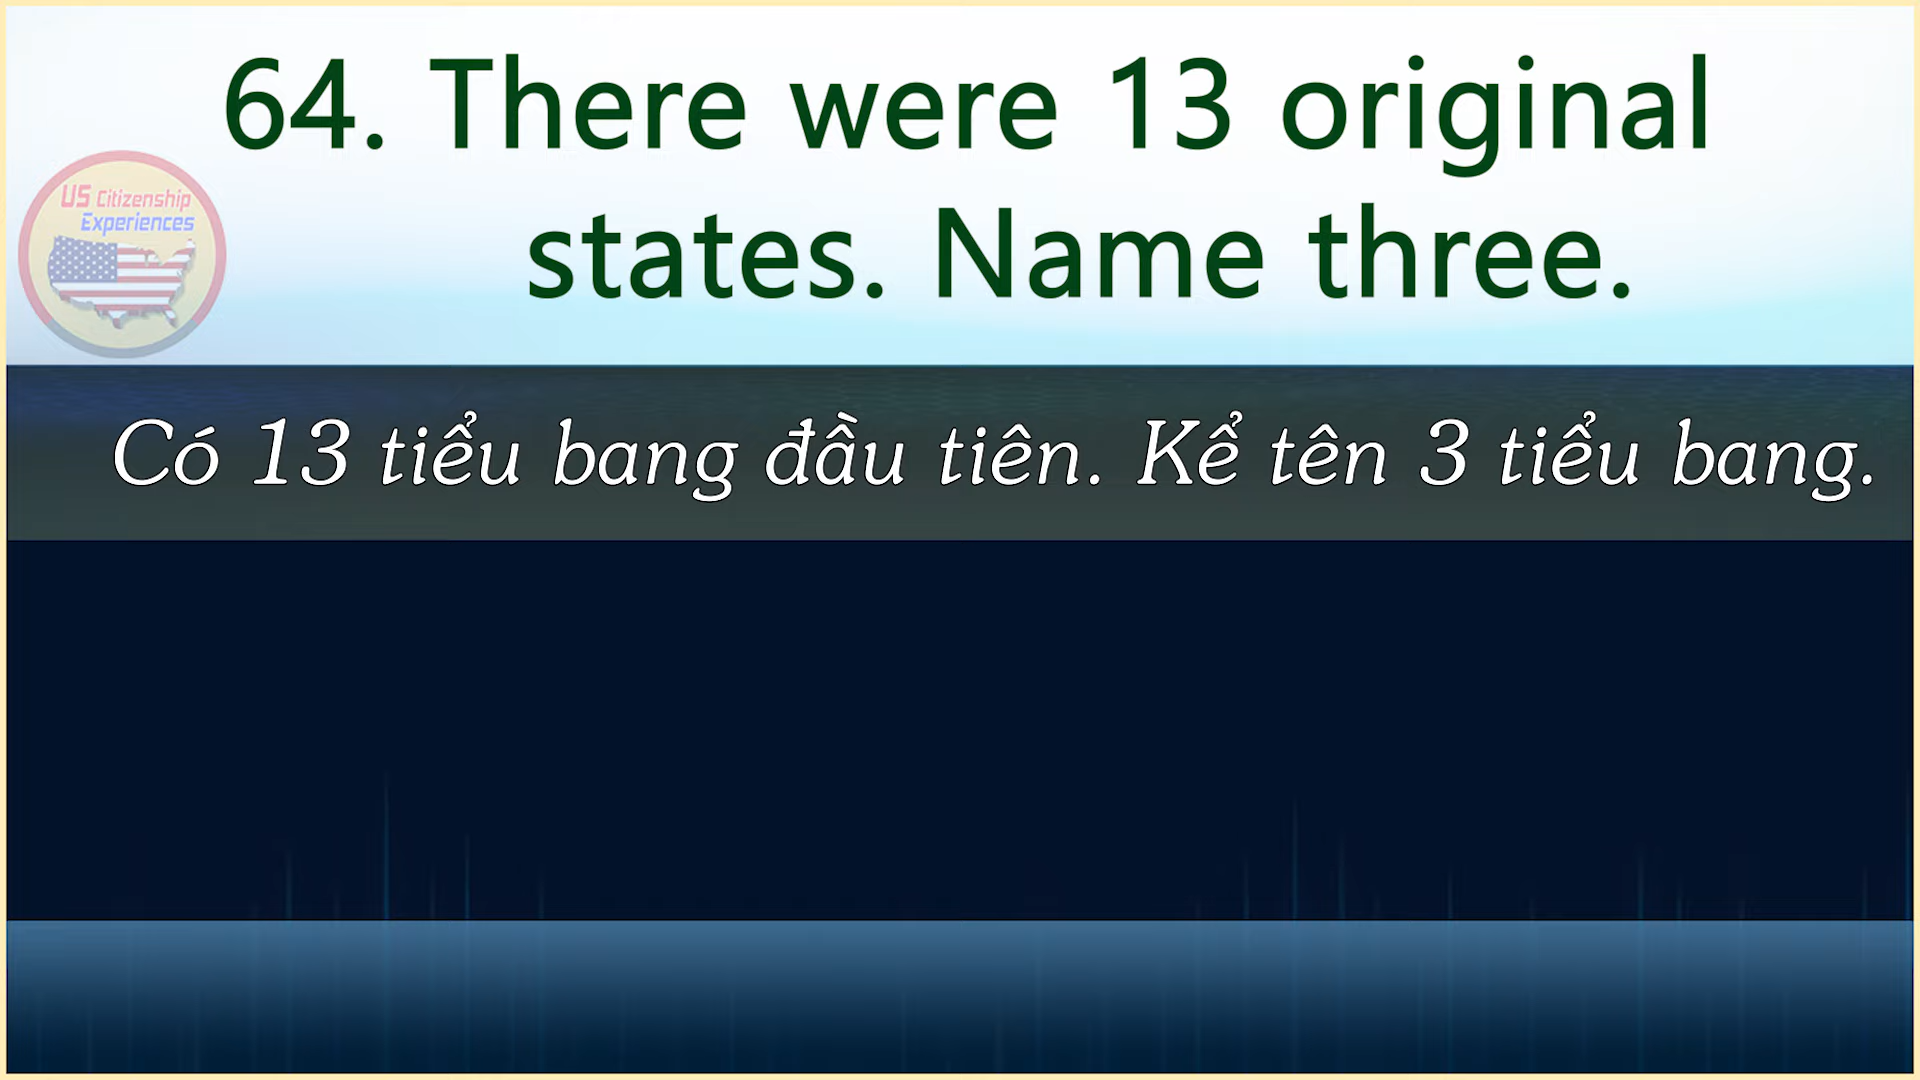 64. There were 13 original
states. Name three.
US Citizenship
Experiences
Có 13 tiểu bang đầu tiên. Kể tên 3 tiểu bang.